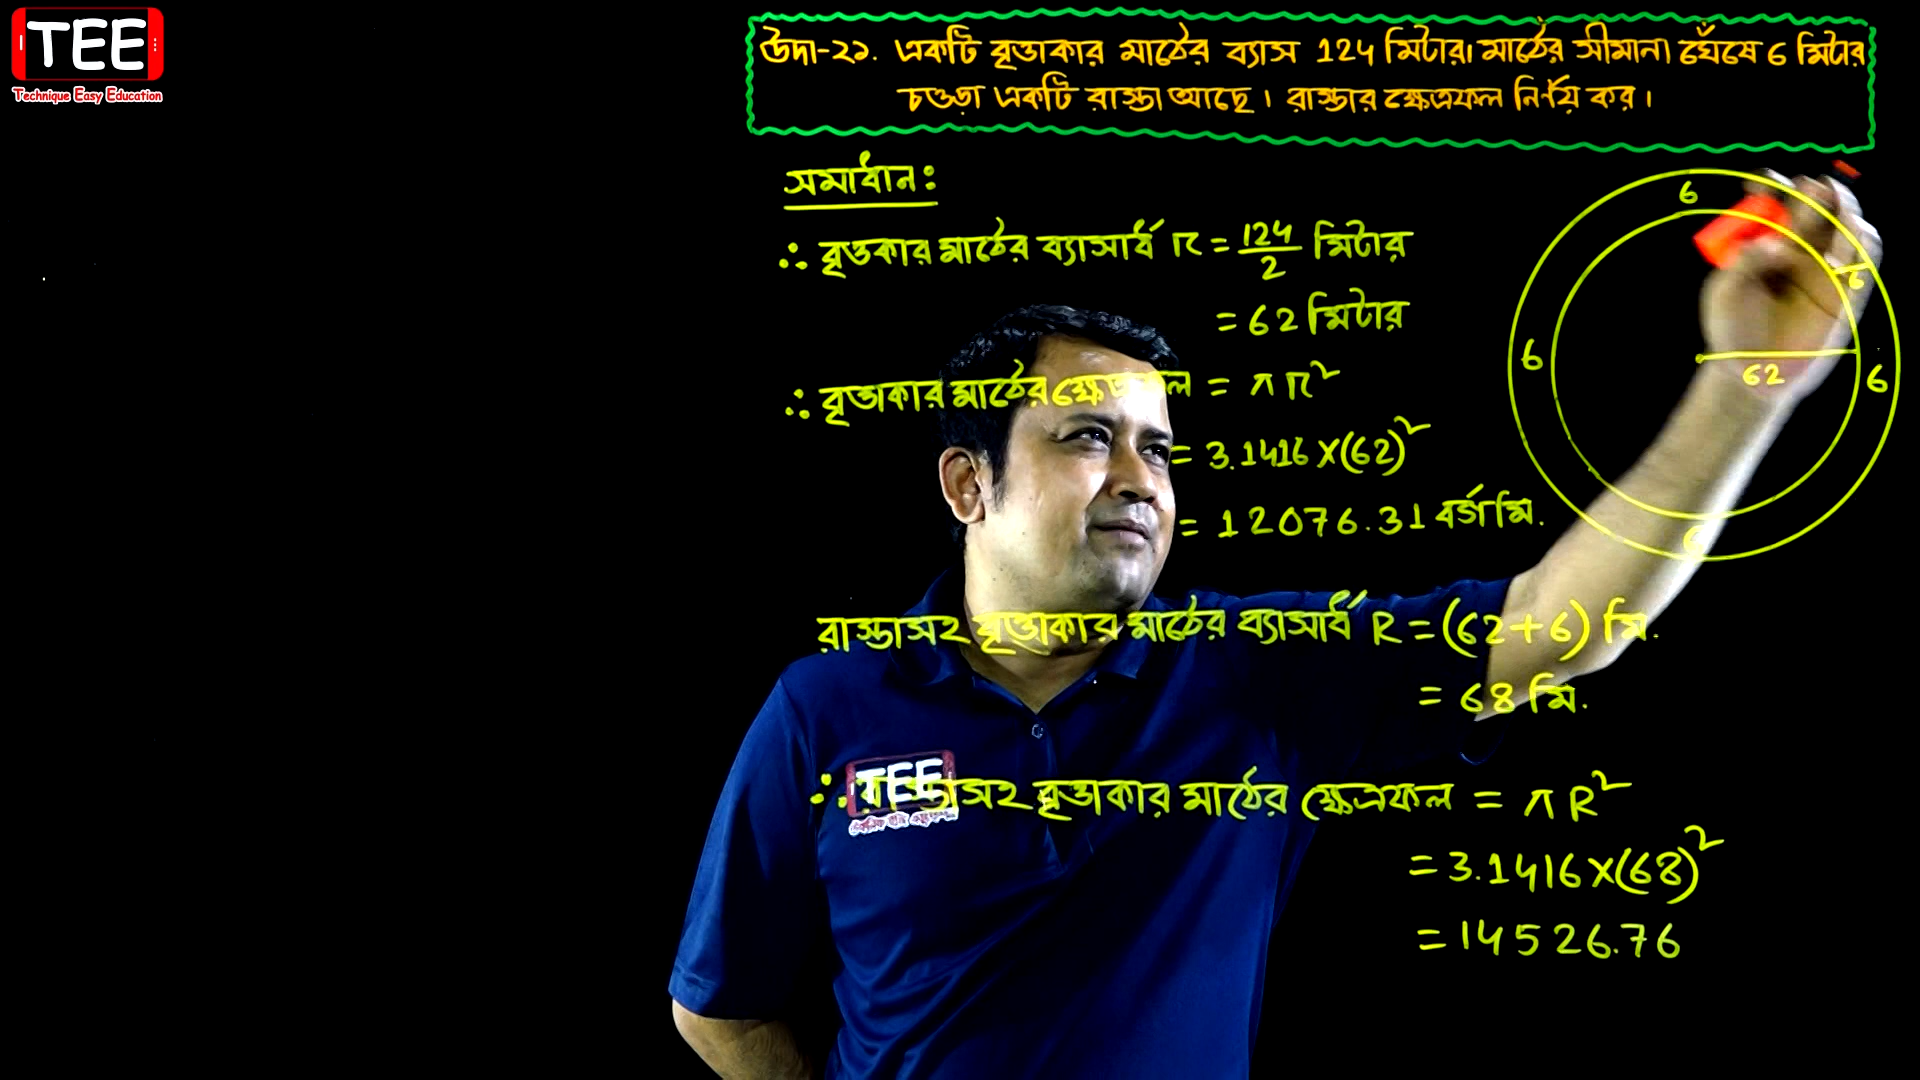 TEE
Technique Easy Education
উদা-২১. একটি বৃত্তাকার মাঠের ব্যাস 124 মিটার। মাঠের সীমানা ঘেঁষে 6 মিটার
চওড়া একটি রাস্তা আছে। রাস্তার ক্ষেত্রফল নির্ণয় কর।
সমাধান:
∴ বৃত্তকার মাঠের ব্যাসার্ধ r = 124/2 মিটার
= 62 মিটার
∴ বৃত্তাকার মাঠের ক্ষেত্রফল = πr²
= 3.1416×(62)²
= 12076.31 বর্গমি.
রাস্তাসহ বৃত্তাকার মাঠের ব্যাসার্ধ R = (62+6) মি.
= 68 মি.
∴ রাস্তাসহ বৃত্তাকার মাঠের ক্ষেত্রফল = πR²
= 3.1416×(68)²
= 14526.76
6
6
6
62
6
6
TEE